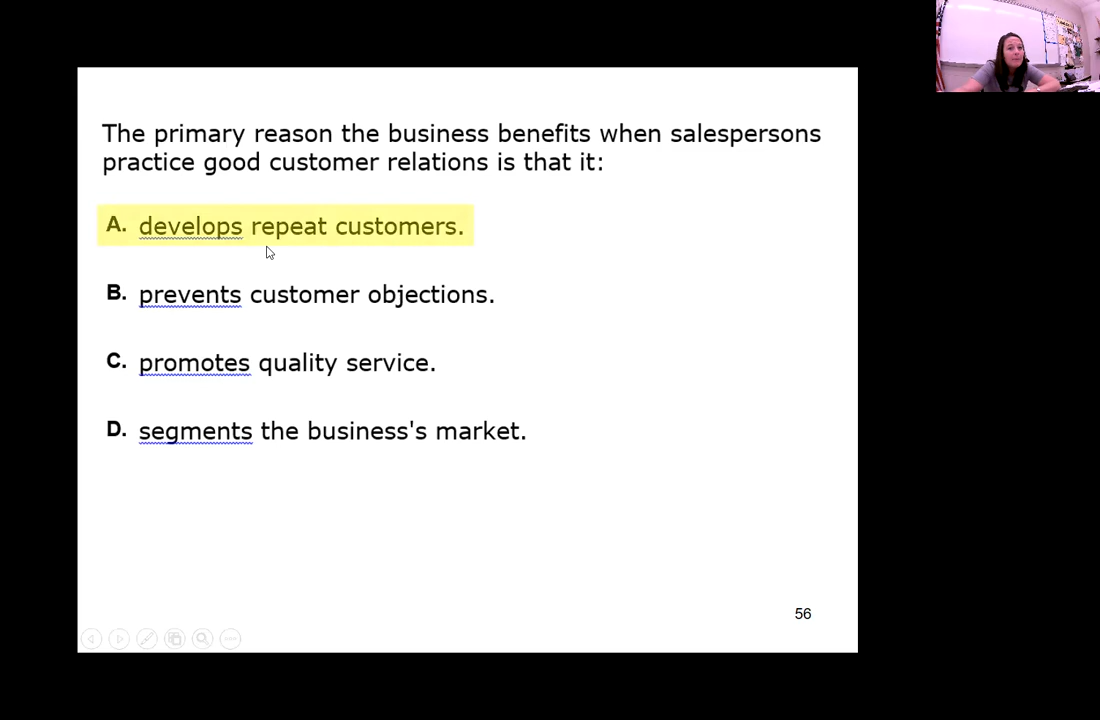 The primary reason the business benefits when salespersons
practice good customer relations is that it:
A. develops repeat customers.
B. prevents customer objections.
C. promotes quality service.
D. segments the business's market.
56